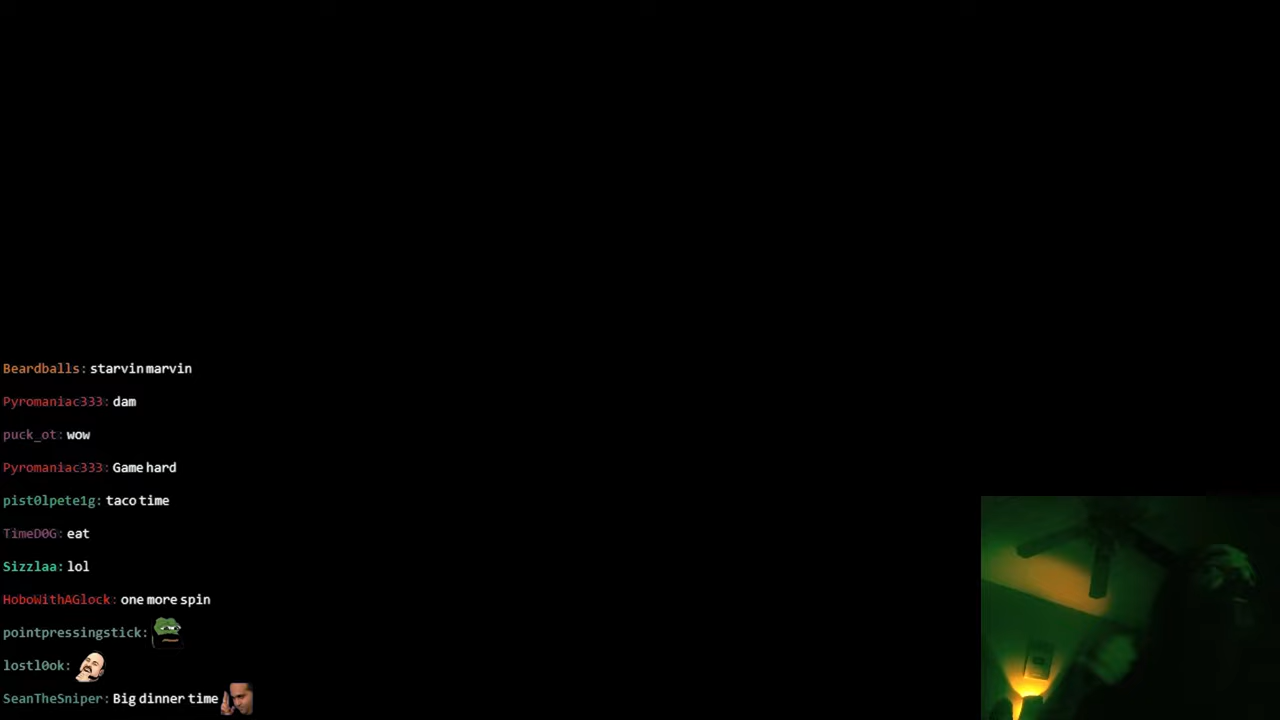 Beardballs: starvin marvin
Pyromaniac333: dam
puck_ot: wow
Pyromaniac333: Game hard
pist0lpete1g: taco time
TimeD0G: eat
Sizzlaa: lol
HoboWithAGlock: one more spin
pointpressingstick:
lostl0ok:
SeanTheSniper: Big dinner time